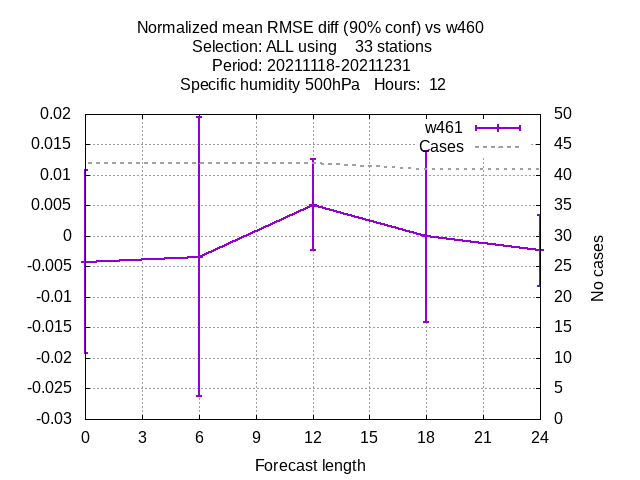 Normalized mean RMSE diff (90% conf) vs w460
Selection: ALL using    33 stations
Period: 20211118-20211231
Specific humidity 500hPa   Hours:  12
0.02
0.015
0.01
0.005
0
-0.005
-0.01
-0.015
-0.02
-0.025
-0.03
w461
Cases
50
45
40
35
30
25
20
15
10
5
0
No cases
0 3 6 9 12 15 18 21 24
Forecast length